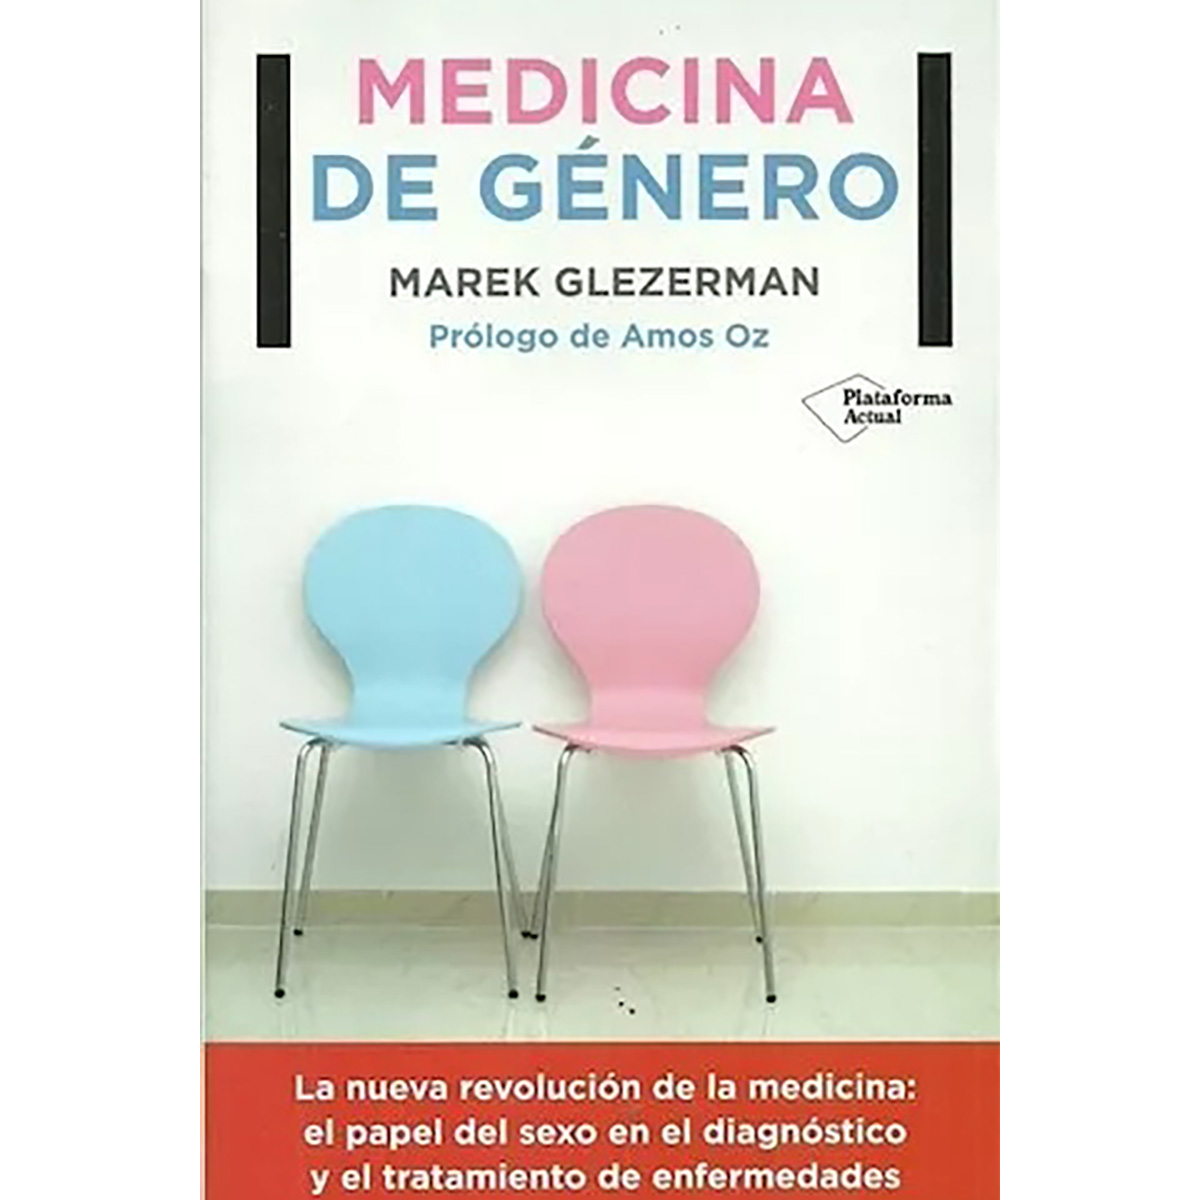 MEDICINA
DE GÉNERO
MAREK GLEZERMAN
Prólogo de Amos Oz
Plataforma
Actual
La nueva revolución de la medicina:
el papel del sexo en el diagnóstico
y el tratamiento de enfermedades